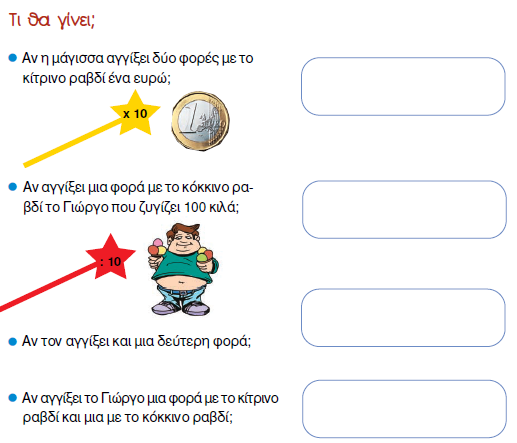 Τι θα γίνει;
● Αν η μάγισσα αγγίξει δύο φορές με το
κίτρινο ραβδί ένα ευρώ;
x 10
● Αν αγγίξει μια φορά με το κόκκινο ρα-
βδί το Γιώργο που ζυγίζει 100 κιλά;
: 10
● Αν τον αγγίξει και μια δεύτερη φορά;
● Αν αγγίξει το Γιώργο μια φορά με το κίτρινο
ραβδί και μια με το κόκκινο ραβδί;